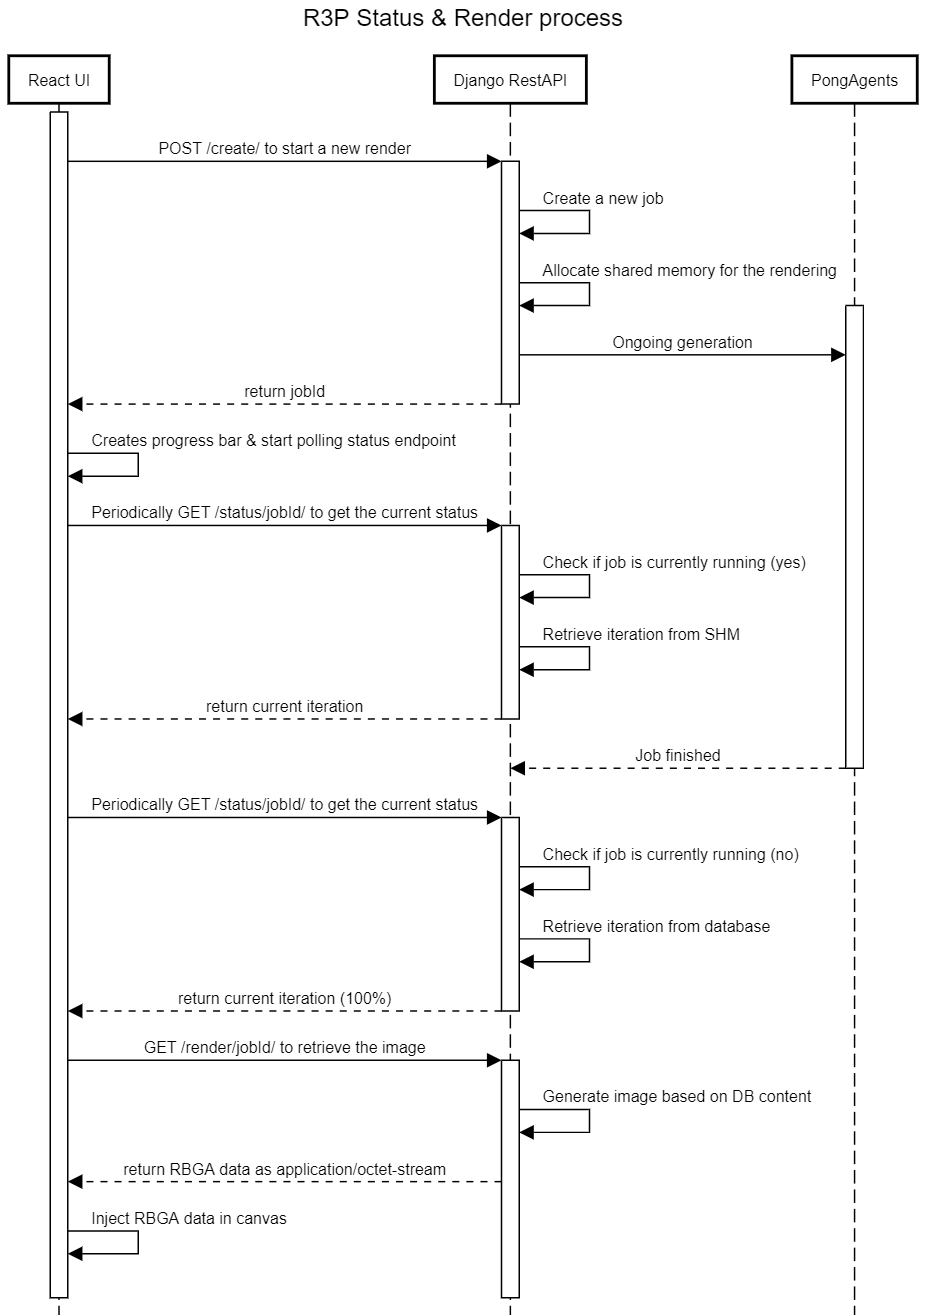 R3P Status & Render process
React UI
Django RestAPI
PongAgents
POST /create/ to start a new render
Create a new job
Allocate shared memory for the rendering
Ongoing generation
return jobId
Creates progress bar & start polling status endpoint
Periodically GET /status/jobId/ to get the current status
Check if job is currently running (yes)
Retrieve iteration from SHM
return current iteration
Job finished
Periodically GET /status/jobId/ to get the current status
Check if job is currently running (no)
Retrieve iteration from database
return current iteration (100%)
GET /render/jobId/ to retrieve the image
Generate image based on DB content
return RBGA data as application/octet-stream
Inject RBGA data in canvas